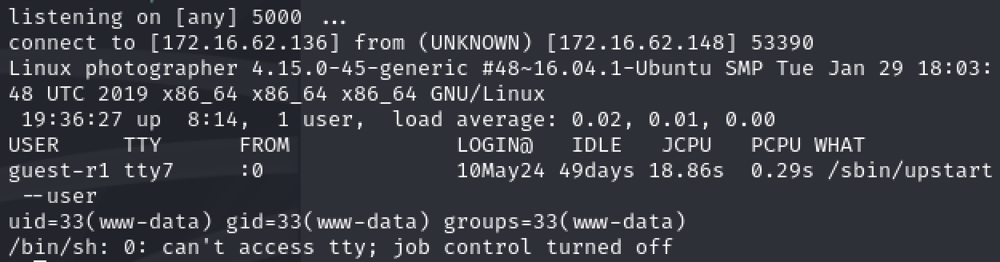 listening on [any] 5000 ...
connect to [172.16.62.136] from (UNKNOWN) [172.16.62.148] 53390
Linux photographer 4.15.0-45-generic #48~16.04.1-Ubuntu SMP Tue Jan 29 18:03:
48 UTC 2019 x86_64 x86_64 x86_64 GNU/Linux
 19:36:27 up  8:14,  1 user,  load average: 0.02, 0.01, 0.00
USER     TTY      FROM             LOGIN@   IDLE   JCPU   PCPU WHAT
guest-r1 tty7     :0               10May24 49days 18.86s  0.29s /sbin/upstart
 --user
uid=33(www-data) gid=33(www-data) groups=33(www-data)
/bin/sh: 0: can't access tty; job control turned off